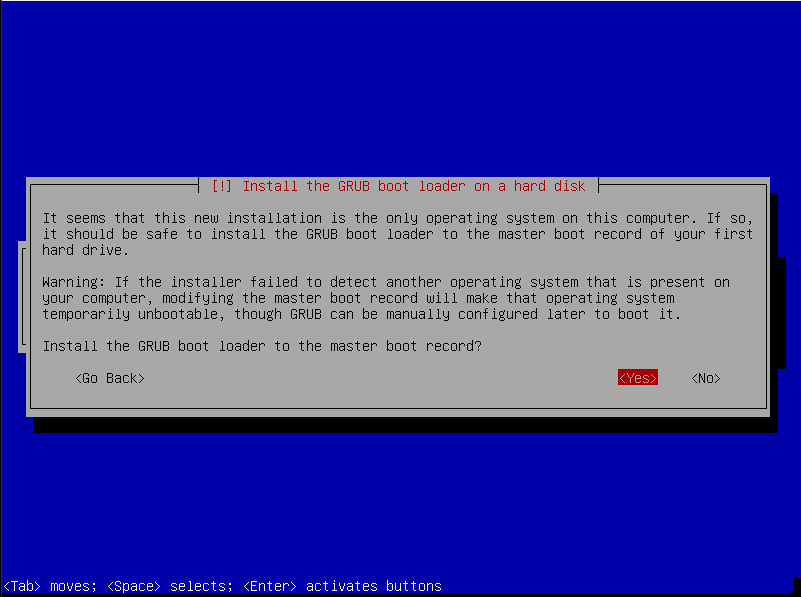 [!] Install the GRUB boot loader on a hard disk
It seems that this new installation is the only operating system on this computer. If so,
it should be safe to install the GRUB boot loader to the master boot record of your first
hard drive.
Warning: If the installer failed to detect another operating system that is present on
your computer, modifying the master boot record will make that operating system
temporarily unbootable, though GRUB can be manually configured later to boot it.
Install the GRUB boot loader to the master boot record?
<Go Back> <Yes> <No>
<Tab> moves; <Space> selects; <Enter> activates buttons